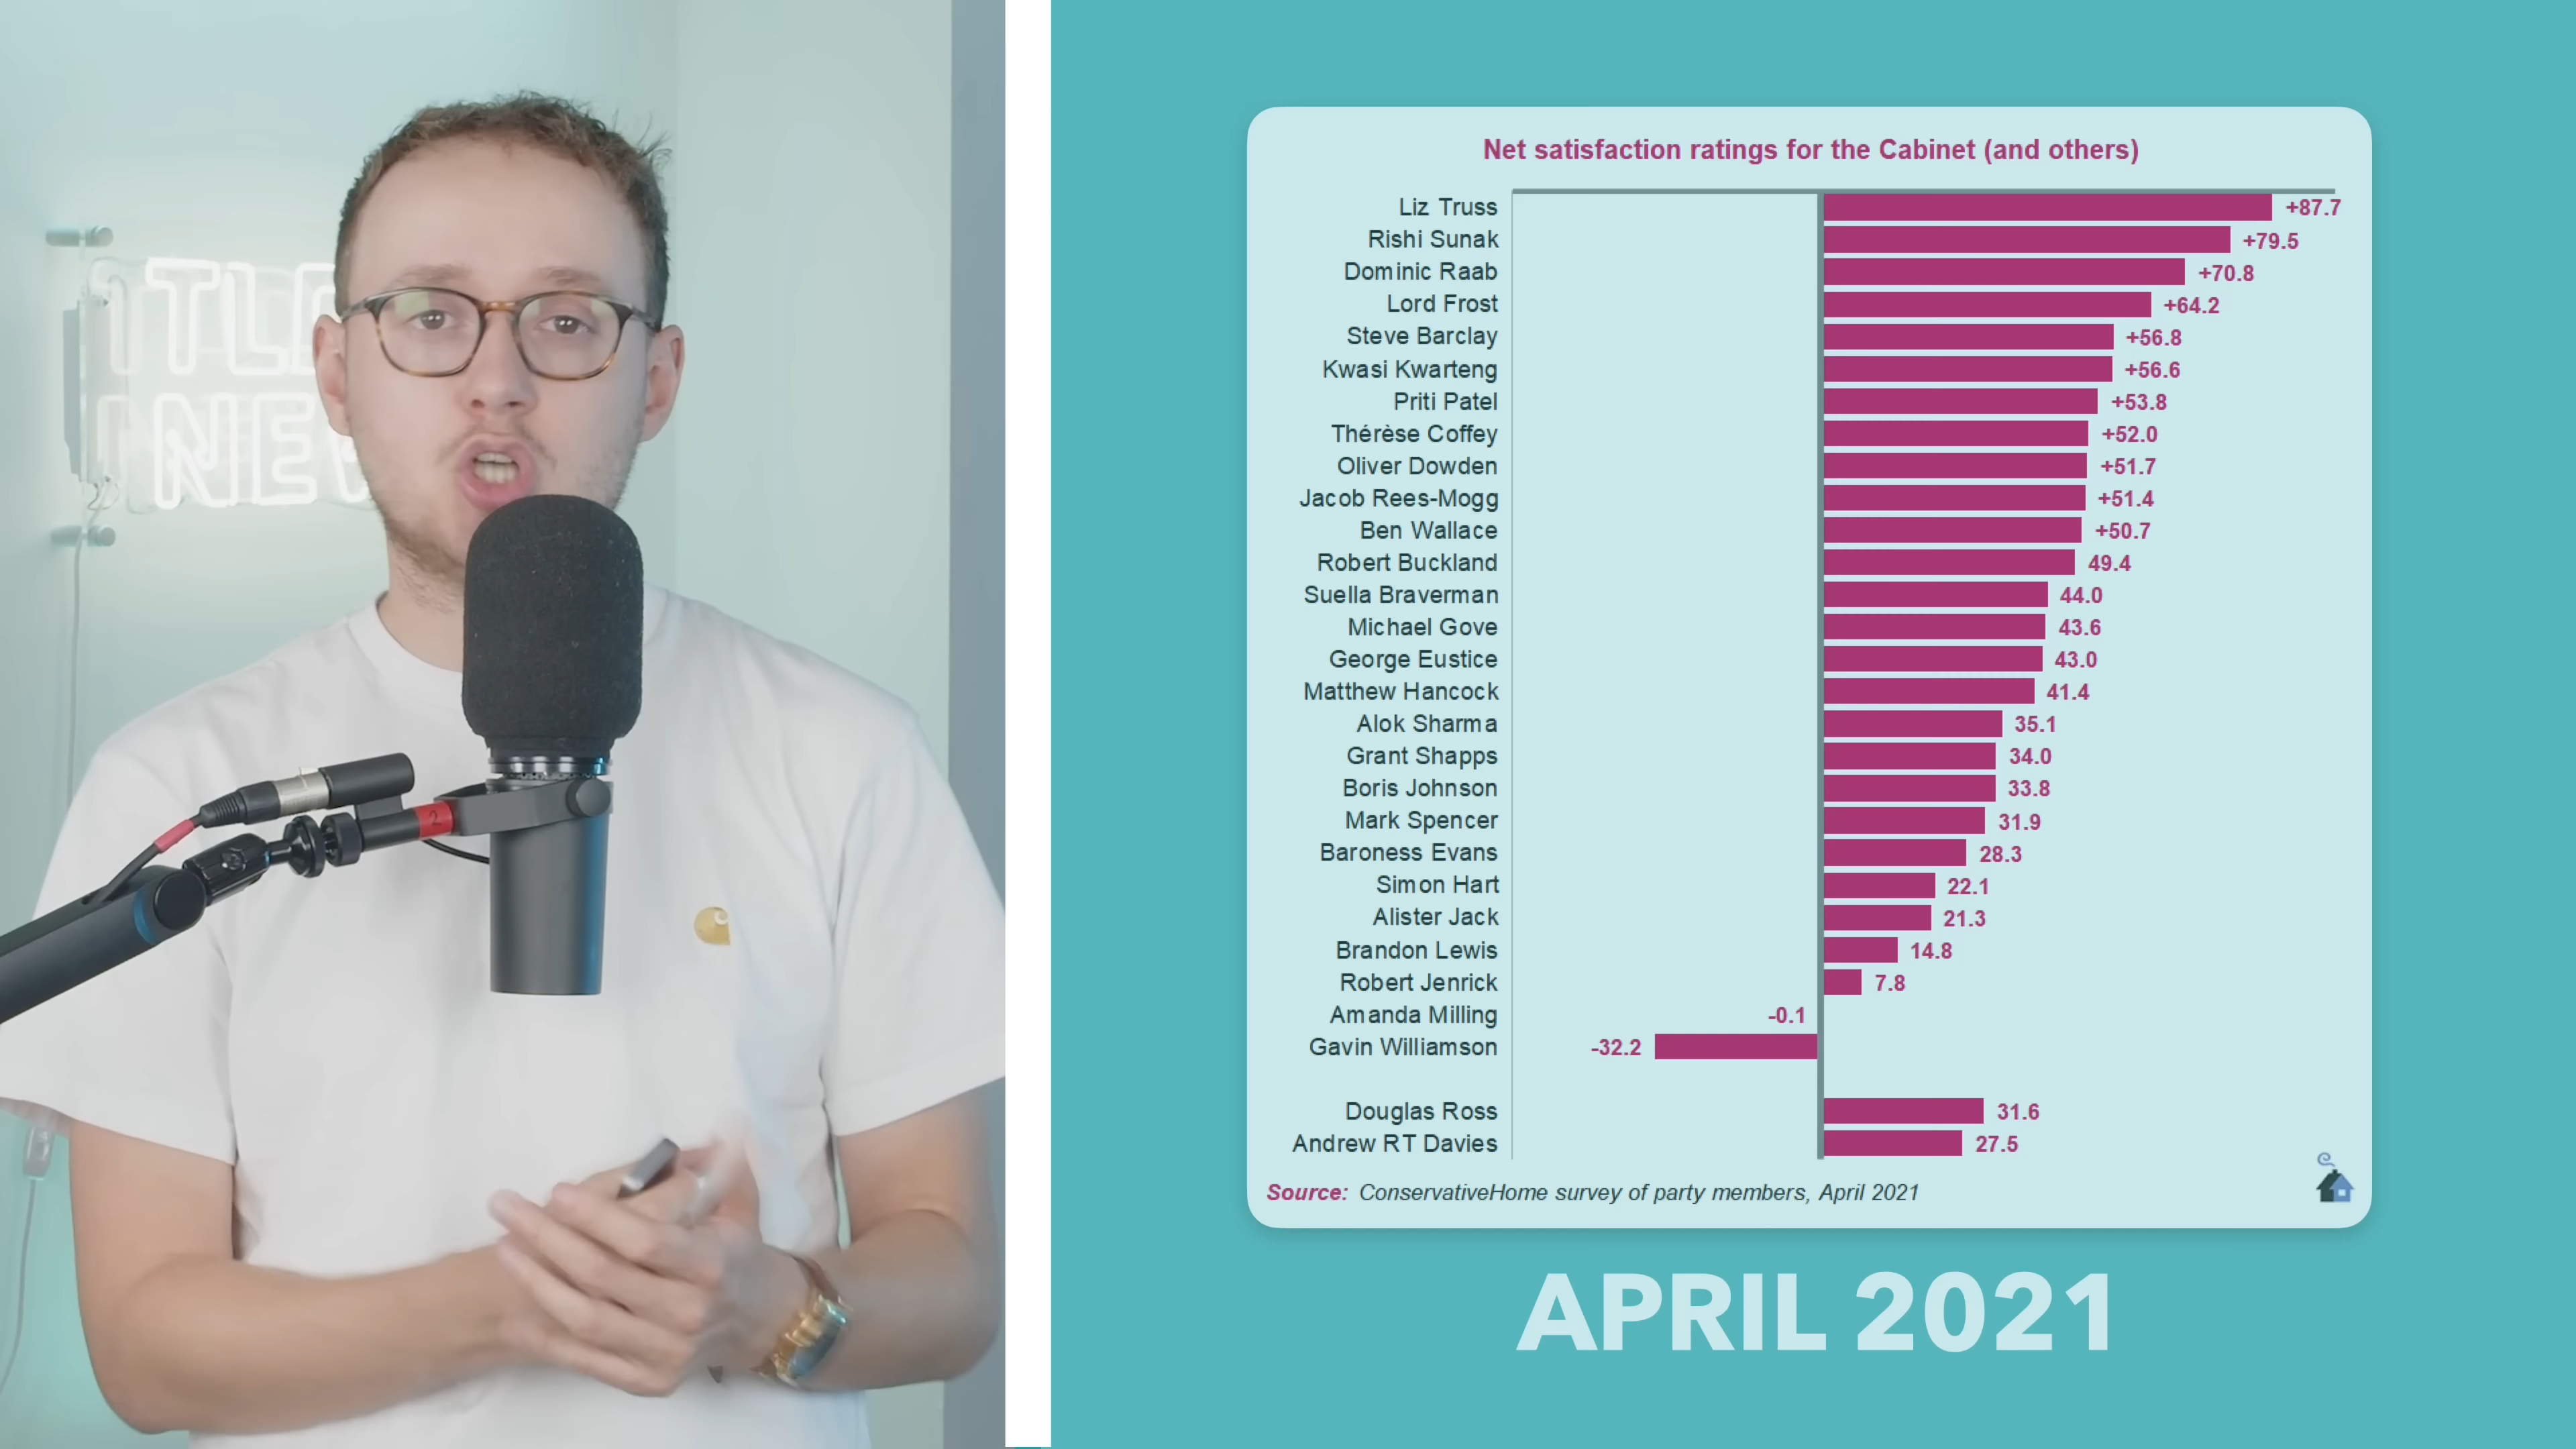 TL
NE
2
Net satisfaction ratings for the Cabinet (and others)
Liz Truss +87.7
Rishi Sunak +79.5
Dominic Raab +70.8
Lord Frost +64.2
Steve Barclay +56.8
Kwasi Kwarteng +56.6
Priti Patel +53.8
Thérèse Coffey +52.0
Oliver Dowden +51.7
Jacob Rees-Mogg +51.4
Ben Wallace +50.7
Robert Buckland 49.4
Suella Braverman 44.0
Michael Gove 43.6
George Eustice 43.0
Matthew Hancock 41.4
Alok Sharma 35.1
Grant Shapps 34.0
Boris Johnson 33.8
Mark Spencer 31.9
Baroness Evans 28.3
Simon Hart 22.1
Alister Jack 21.3
Brandon Lewis 14.8
Robert Jenrick 7.8
Amanda Milling -0.1
Gavin Williamson -32.2
Douglas Ross 31.6
Andrew RT Davies 27.5
Source: ConservativeHome survey of party members, April 2021
APRIL 2021